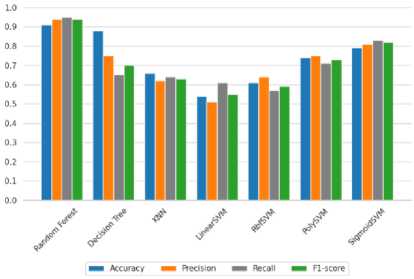 1.0
0.9
0.8
0.7
0.6
0.5
0.4
0.3
0.2
0.1
0.0
Random Forest
Decision Tree
KNN
LinearSVM
RbfSVM
PolySVM
SigmoidSVM
Accuracy Precision Recall F1-score